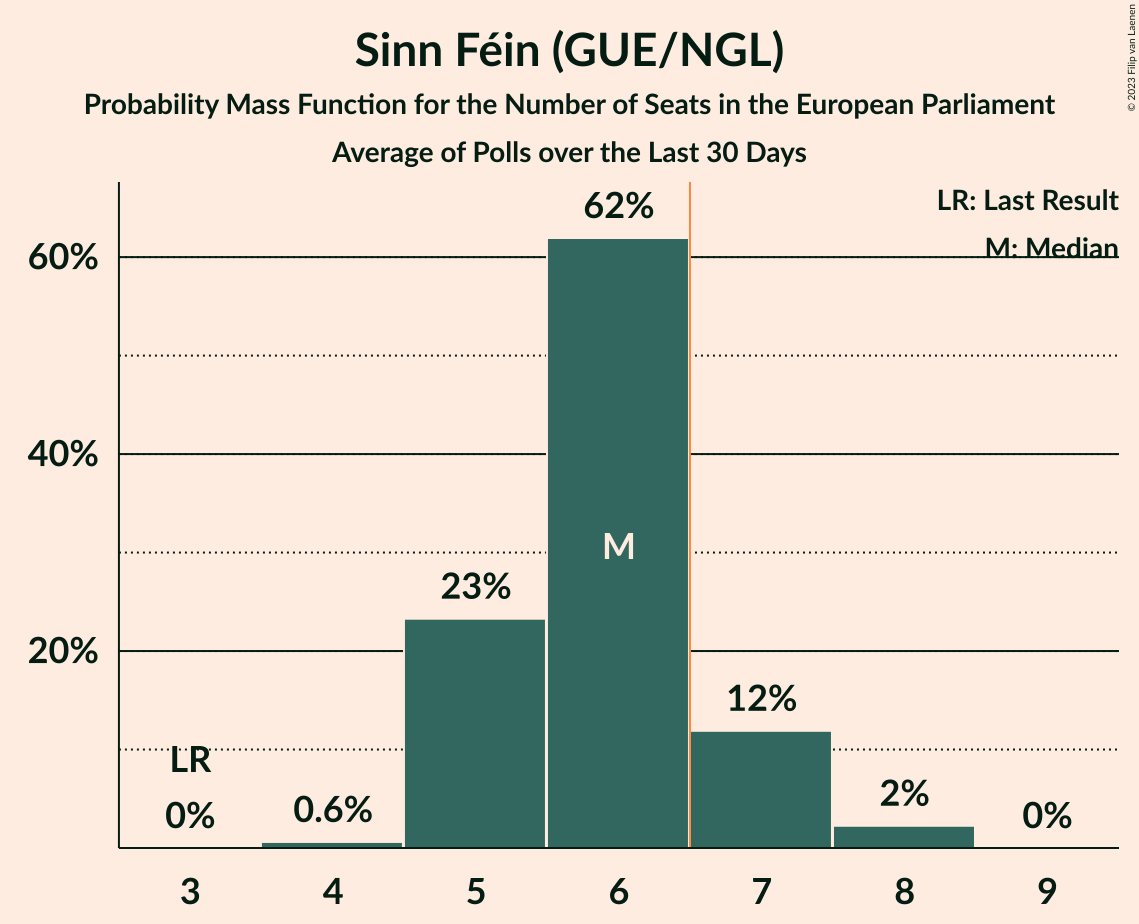 Sinn Féin (GUE/NGL)
Probability Mass Function for the Number of Seats in the European Parliament
Average of Polls over the Last 30 Days
© 2023 Filip van Laenen
LR: Last Result
M: Median
60%
40%
20%
LR
0%
0.6%
23%
62%
M
12%
2%
0%
3 4 5 6 7 8 9